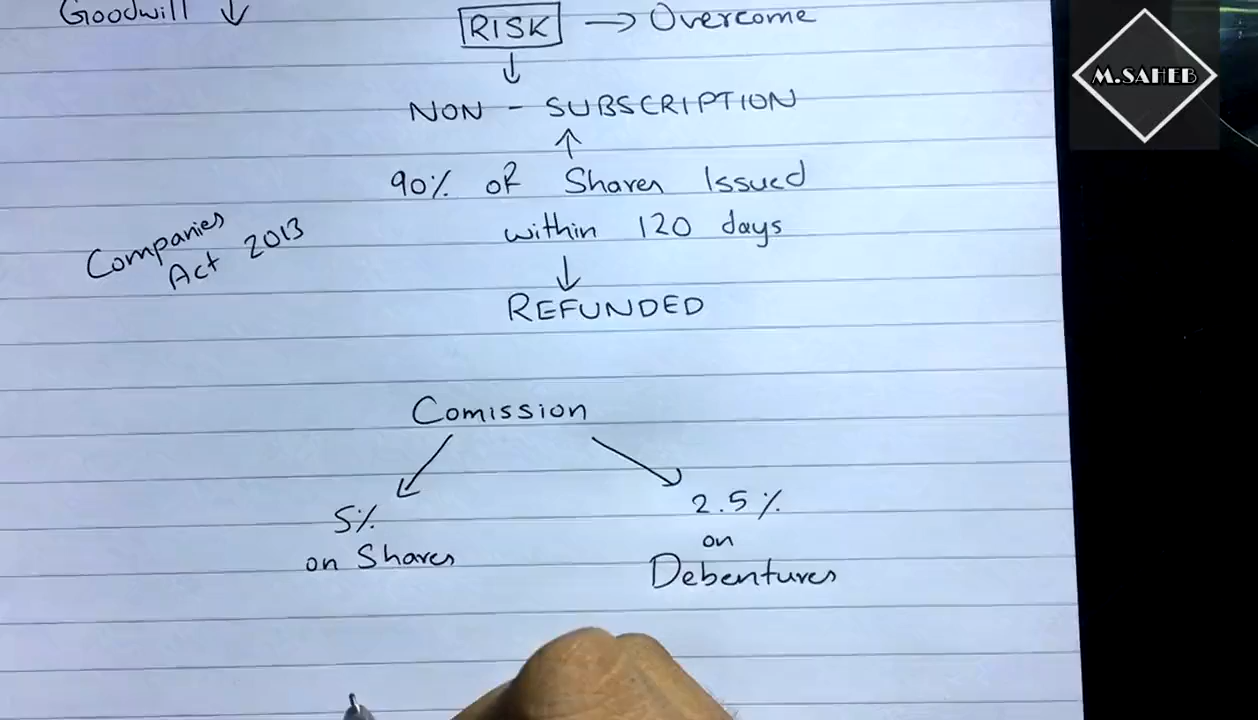 Goodwill ↓
RISK → Overcome
↓
NON - SUBSCRIPTION
↑
90% of Shares Issued
within 120 days
Companies
Act 2013
↓
REFUNDED
Comission
5%
on Shares
2.5%
on
Debentures
M.SAHEB